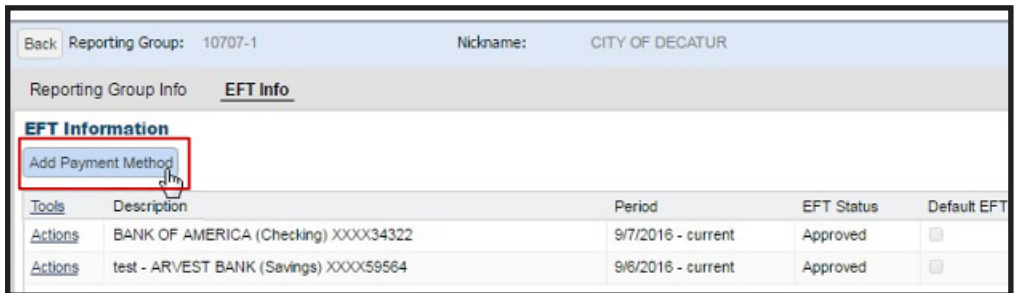 Back Reporting Group: 10707-1 Nickname: CITY OF DECATUR
Reporting Group Info EFT Info
EFT Information
Add Payment Method
Tools Description Period EFT Status Default EFT
Actions BANK OF AMERICA (Checking) XXXX34322 9/7/2016 - current Approved
Actions test - ARVEST BANK (Savings) XXXX59564 9/6/2016 - current Approved